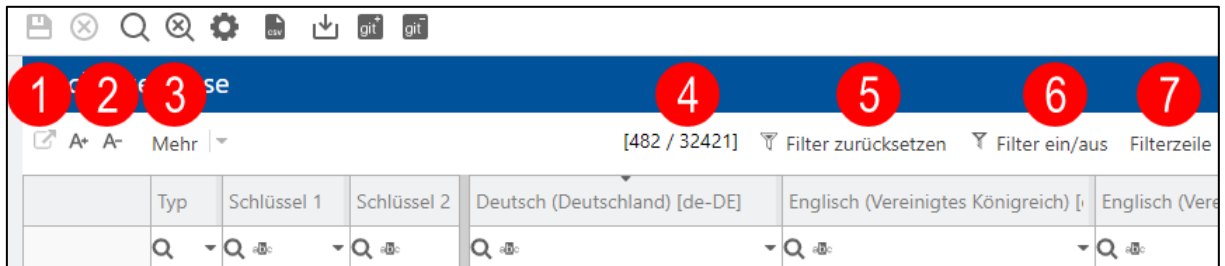 csv git+ git-
se
1 2 3 4 5 6 7
A+ A- Mehr [482 / 32421] Filter zurücksetzen Filter ein/aus Filterzeile
Typ Schlüssel 1 Schlüssel 2 Deutsch (Deutschland) [de-DE] Englisch (Vereinigtes Königreich) [ Englisch (Vere